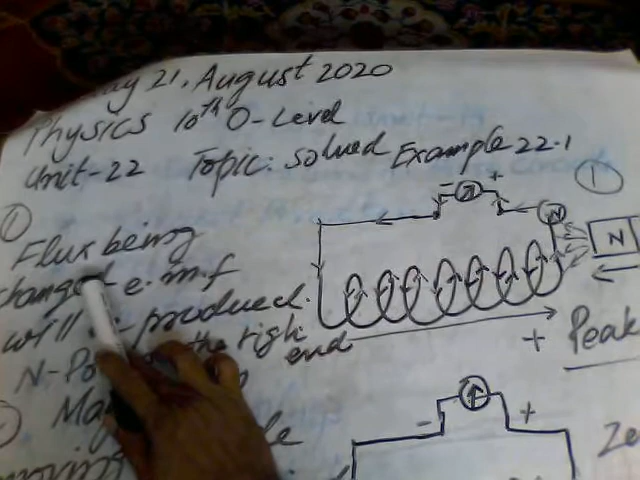 21. August 2020
Physics 10th O-Level
Unit-22 Topic: Solved Example 22.1
①
①
Flux being
changed e.m.f
will produced.
N-Po the righ
end
N
N
- +
+ Peak
- +
Ze